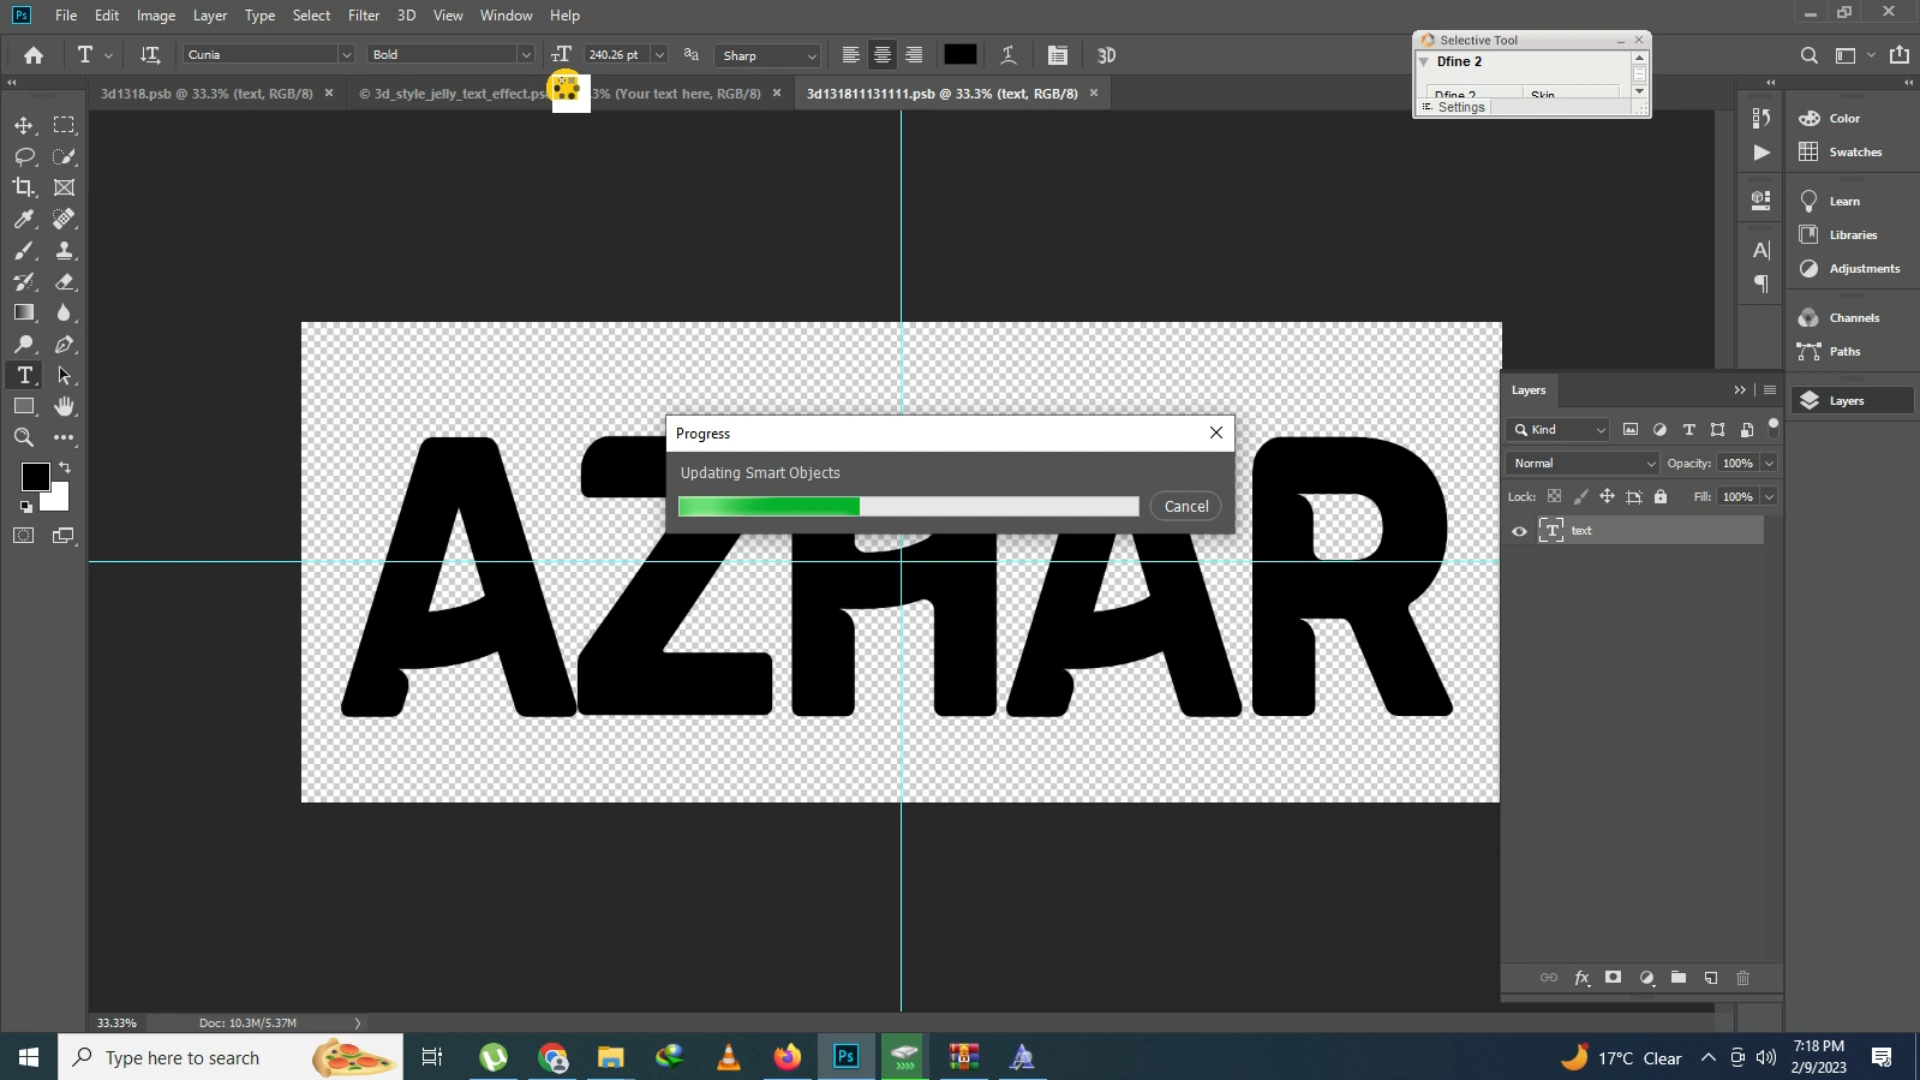 Ps File Edit Image Layer Type Select Filter 3D View Window Help
T Cunia Bold 240.26 pt Sharp 3D
Selective Tool
Dfine 2
Dfine 2 Skin
Settings
3d1318.psb @ 33.3% (text, RGB/8) × © 3d_style_jelly_text_effect.ps 3% (Your text here, RGB/8) × 3d131811131111.psb @ 33.3% (text, RGB/8) ×
Color
Swatches
Learn
Libraries
Adjustments
Channels
Paths
Layers
Layers
Kind
Normal Opacity: 100%
Lock: Fill: 100%
T text
fx
Progress
Updating Smart Objects
Cancel
AZHAR
33.33% Doc: 10.3M/5.37M
Type here to search
Ps
17°C Clear
7:18 PM
2/9/2023